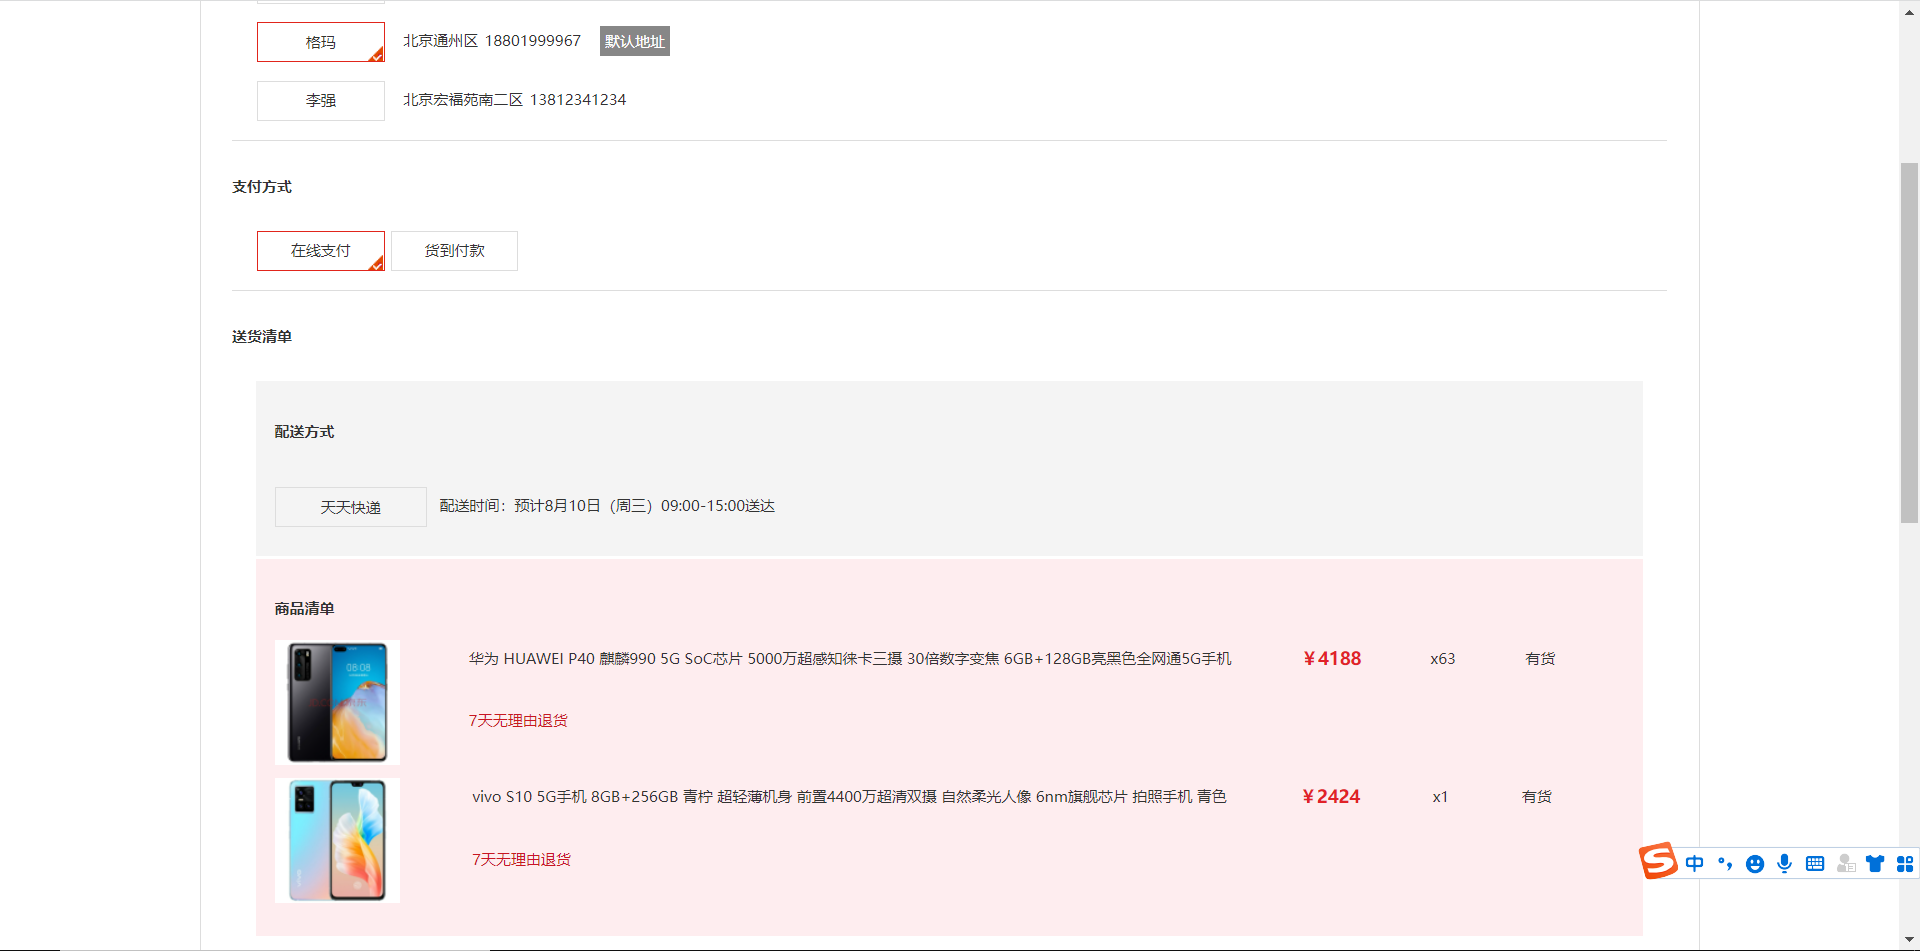 格玛 北京通州区 18801999967 默认地址
李强 北京宏福苑南二区 13812341234
支付方式
在线支付 货到付款
送货清单
配送方式
天天快递 配送时间：预计8月10日（周三）09:00-15:00送达
商品清单
08:08
华为 HUAWEI P40 麒麟990 5G SoC芯片 5000万超感知徕卡三摄 30倍数字变焦 6GB+128GB亮黑色全网通5G手机 ￥4188 x63 有货
7天无理由退货
vivo S10 5G手机 8GB+256GB 青柠 超轻薄机身 前置4400万超清双摄 自然柔光人像 6nm旗舰芯片 拍照手机 青色 ￥2424 x1 有货
7天无理由退货
S 中